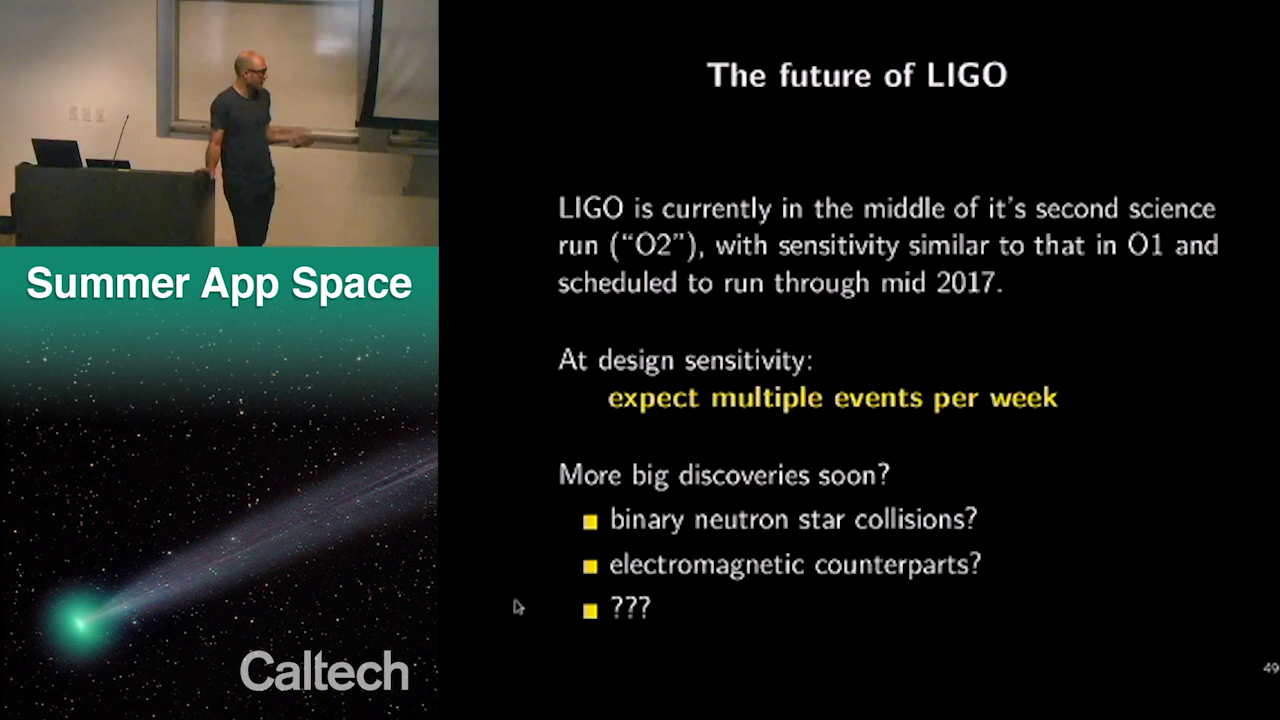 Summer App Space
Caltech
The future of LIGO
LIGO is currently in the middle of it's second science
run (“O2”), with sensitivity similar to that in O1 and
scheduled to run through mid 2017.
At design sensitivity:
expect multiple events per week
More big discoveries soon?
binary neutron star collisions?
electromagnetic counterparts?
???
49